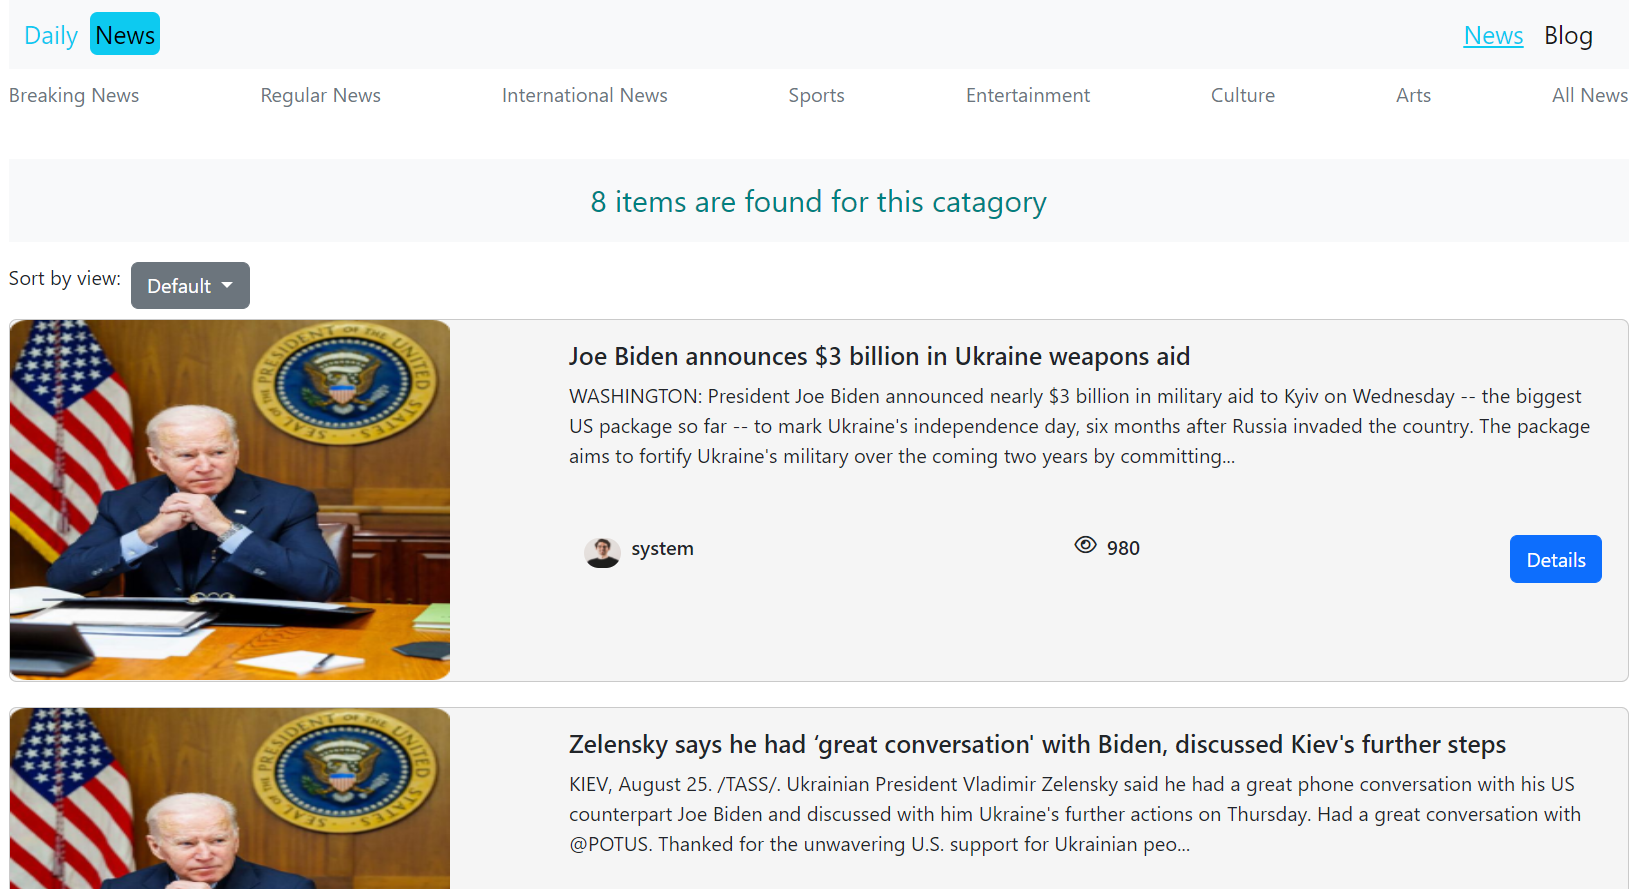 Daily News News Blog
Breaking News Regular News International News Sports Entertainment Culture Arts All News
8 items are found for this catagory
Sort by view: Default
Joe Biden announces $3 billion in Ukraine weapons aid
WASHINGTON: President Joe Biden announced nearly $3 billion in military aid to Kyiv on Wednesday -- the biggest
US package so far -- to mark Ukraine's independence day, six months after Russia invaded the country. The package
aims to fortify Ukraine's military over the coming two years by committing...
system 980 Details
Zelensky says he had ‘great conversation' with Biden, discussed Kiev's further steps
KIEV, August 25. /TASS/. Ukrainian President Vladimir Zelensky said he had a great phone conversation with his US
counterpart Joe Biden and discussed with him Ukraine's further actions on Thursday. Had a great conversation with
@POTUS. Thanked for the unwavering U.S. support for Ukrainian peo...